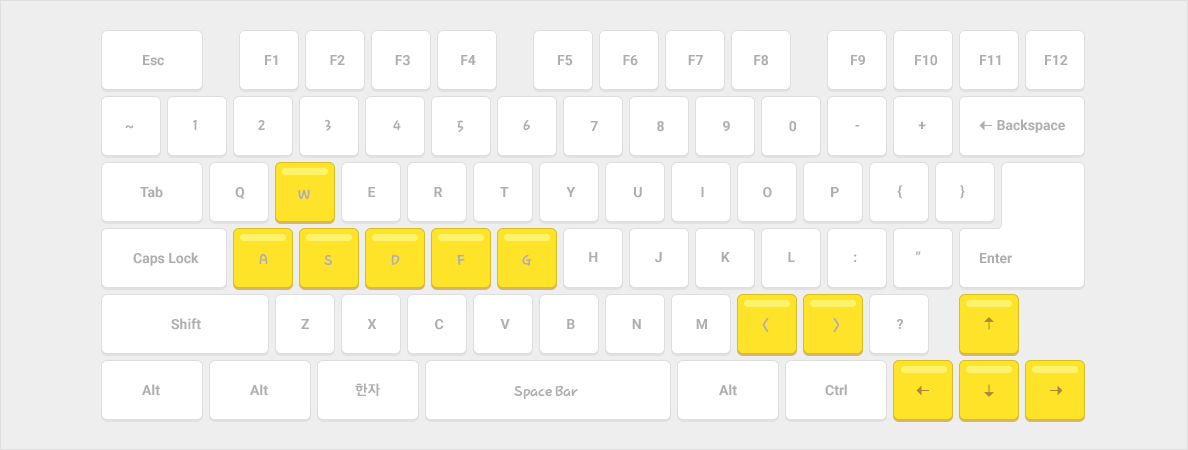 Esc F1 F2 F3 F4 F5 F6 F7 F8 F9 F10 F11 F12
~ 1 2 3 4 5 6 7 8 9 0 - + ← Backspace
Tab Q W E R T Y U I O P { }
Caps Lock A S D F G H J K L : " Enter
Shift Z X C V B N M 〈 〉 ? ↑
Alt Alt 한자 Space Bar Alt Ctrl ← ↓ →